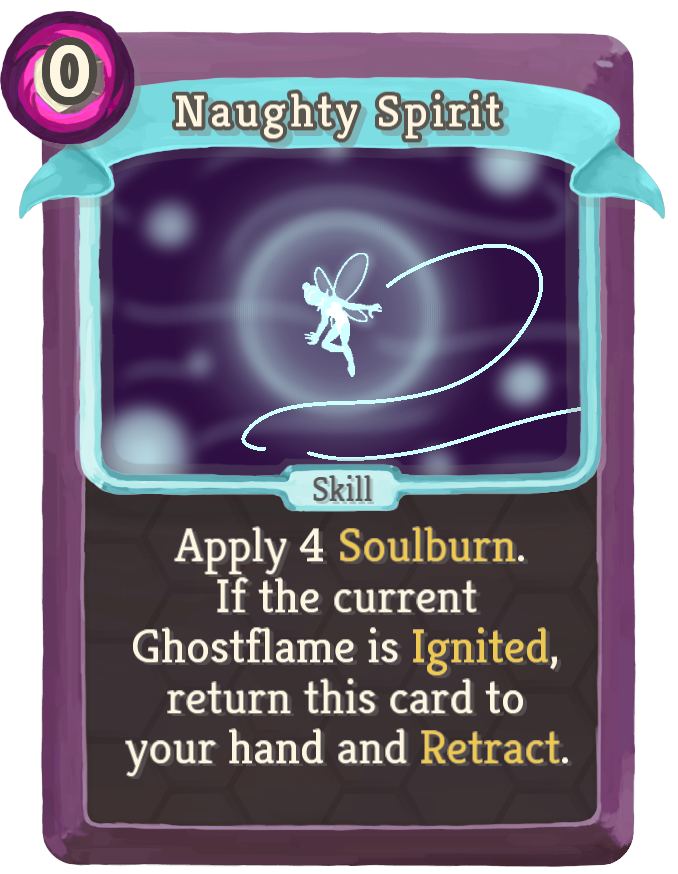 0
Naughty Spirit
Skill
Apply 4 Soulburn.
If the current
Ghostflame is Ignited,
return this card to
your hand and Retract.